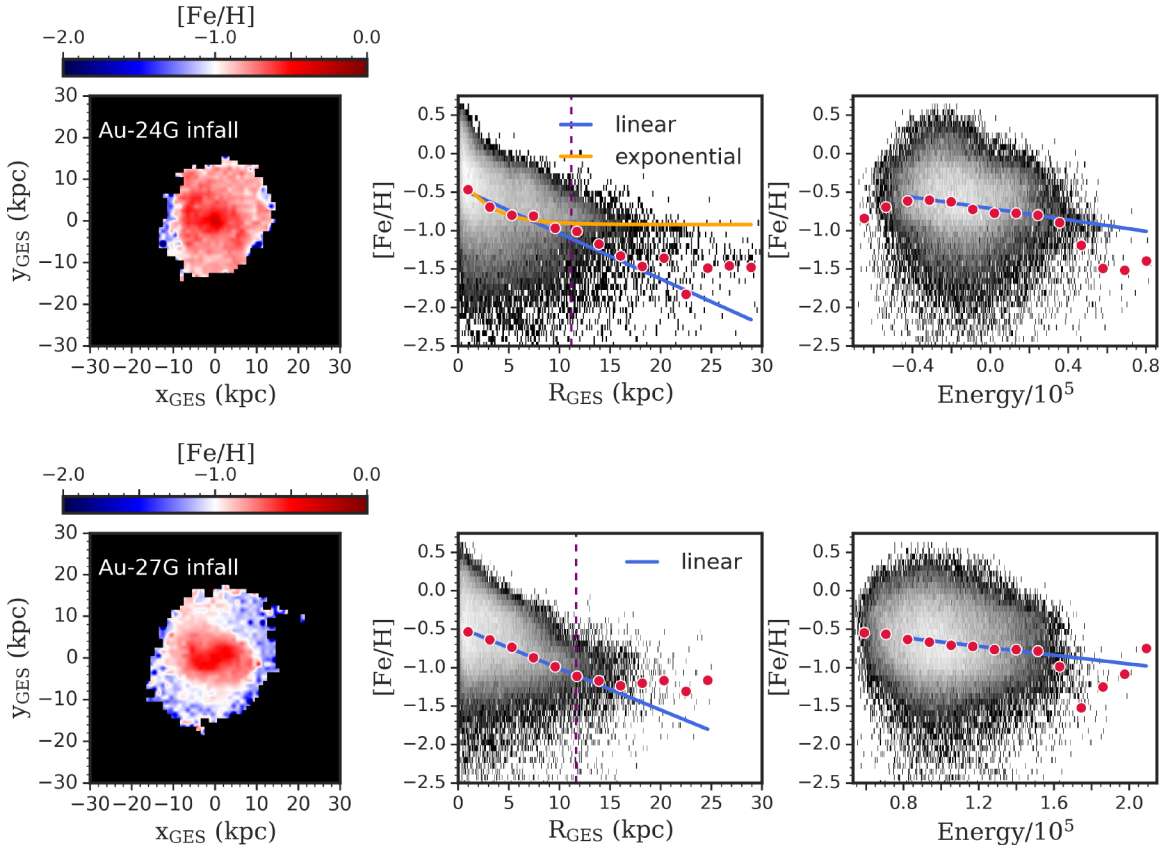 [Fe/H]
−2.0 −1.0 0.0
30
20
10
0
−10
−20
−30
y_GES (kpc)
Au-24G infall
−30 −20 −10 0 10 20 30
x_GES (kpc)
0.5
0.0
−0.5
−1.0
−1.5
−2.0
−2.5
[Fe/H]
linear
exponential
0 5 10 15 20 25 30
R_GES (kpc)
0.5
0.0
−0.5
−1.0
−1.5
−2.0
−2.5
[Fe/H]
−0.4 0.0 0.4 0.8
Energy/10⁵
[Fe/H]
−2.0 −1.0 0.0
30
20
10
0
−10
−20
−30
y_GES (kpc)
Au-27G infall
−30 −20 −10 0 10 20 30
x_GES (kpc)
0.5
0.0
−0.5
−1.0
−1.5
−2.0
−2.5
[Fe/H]
linear
0 5 10 15 20 25 30
R_GES (kpc)
0.5
0.0
−0.5
−1.0
−1.5
−2.0
−2.5
[Fe/H]
0.8 1.2 1.6 2.0
Energy/10⁵